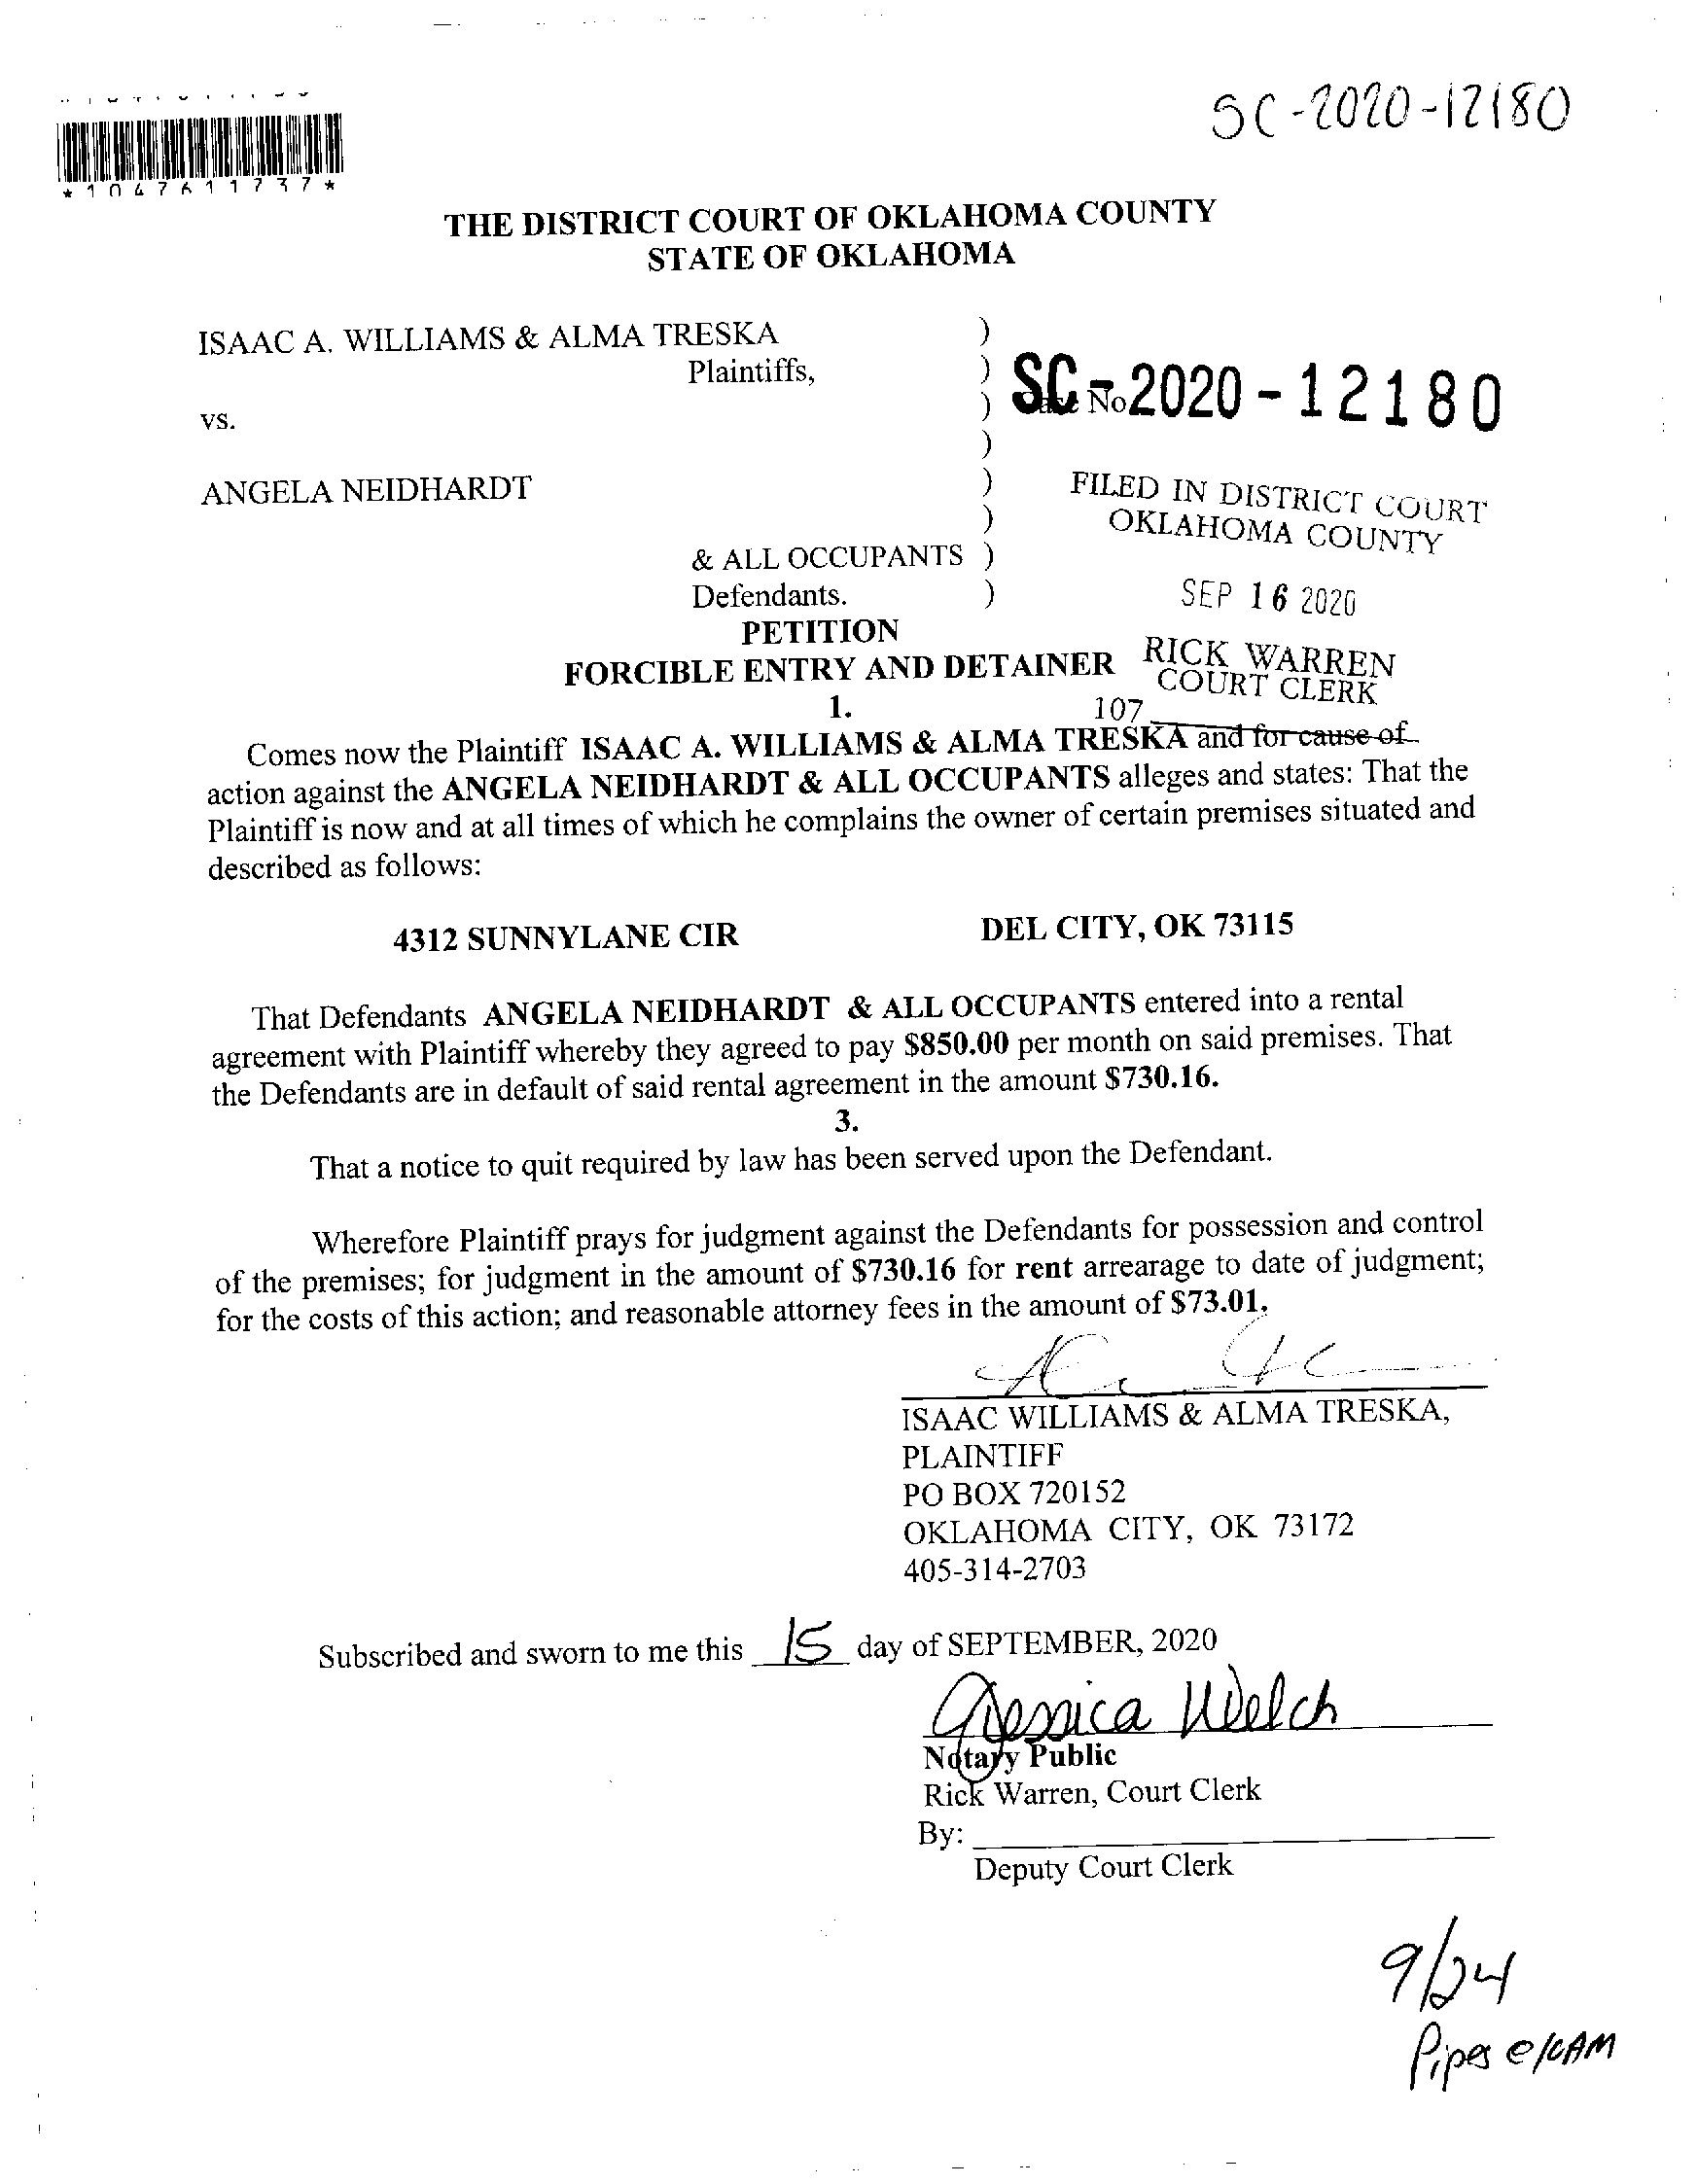 SC-2020-12180
*1047611737*
THE DISTRICT COURT OF OKLAHOMA COUNTY
STATE OF OKLAHOMA
ISAAC A. WILLIAMS & ALMA TRESKA )
Plaintiffs, )
SC-2020-12180
Case No
vs. )
)
ANGELA NEIDHARDT )
)
FILED IN DISTRICT COURT
OKLAHOMA COUNTY
& ALL OCCUPANTS )
Defendants. )
SEP 16 2020
PETITION
FORCIBLE ENTRY AND DETAINER
RICK WARREN
COURT CLERK
1.
107
Comes now the Plaintiff ISAAC A. WILLIAMS & ALMA TRESKA and for cause of
action against the ANGELA NEIDHARDT & ALL OCCUPANTS alleges and states: That the
Plaintiff is now and at all times of which he complains the owner of certain premises situated and
described as follows:
4312 SUNNYLANE CIR DEL CITY, OK 73115
That Defendants ANGELA NEIDHARDT & ALL OCCUPANTS entered into a rental
agreement with Plaintiff whereby they agreed to pay $850.00 per month on said premises. That
the Defendants are in default of said rental agreement in the amount $730.16.
3.
That a notice to quit required by law has been served upon the Defendant.
Wherefore Plaintiff prays for judgment against the Defendants for possession and control
of the premises; for judgment in the amount of $730.16 for rent arrearage to date of judgment;
for the costs of this action; and reasonable attorney fees in the amount of $73.01.
ISAAC WILLIAMS & ALMA TRESKA,
PLAINTIFF
PO BOX 720152
OKLAHOMA CITY, OK 73172
405-314-2703
Subscribed and sworn to me this 15 day of SEPTEMBER, 2020
Jessica Welch
Notary Public
Rick Warren, Court Clerk
By:
Deputy Court Clerk
9/24
Pipes @